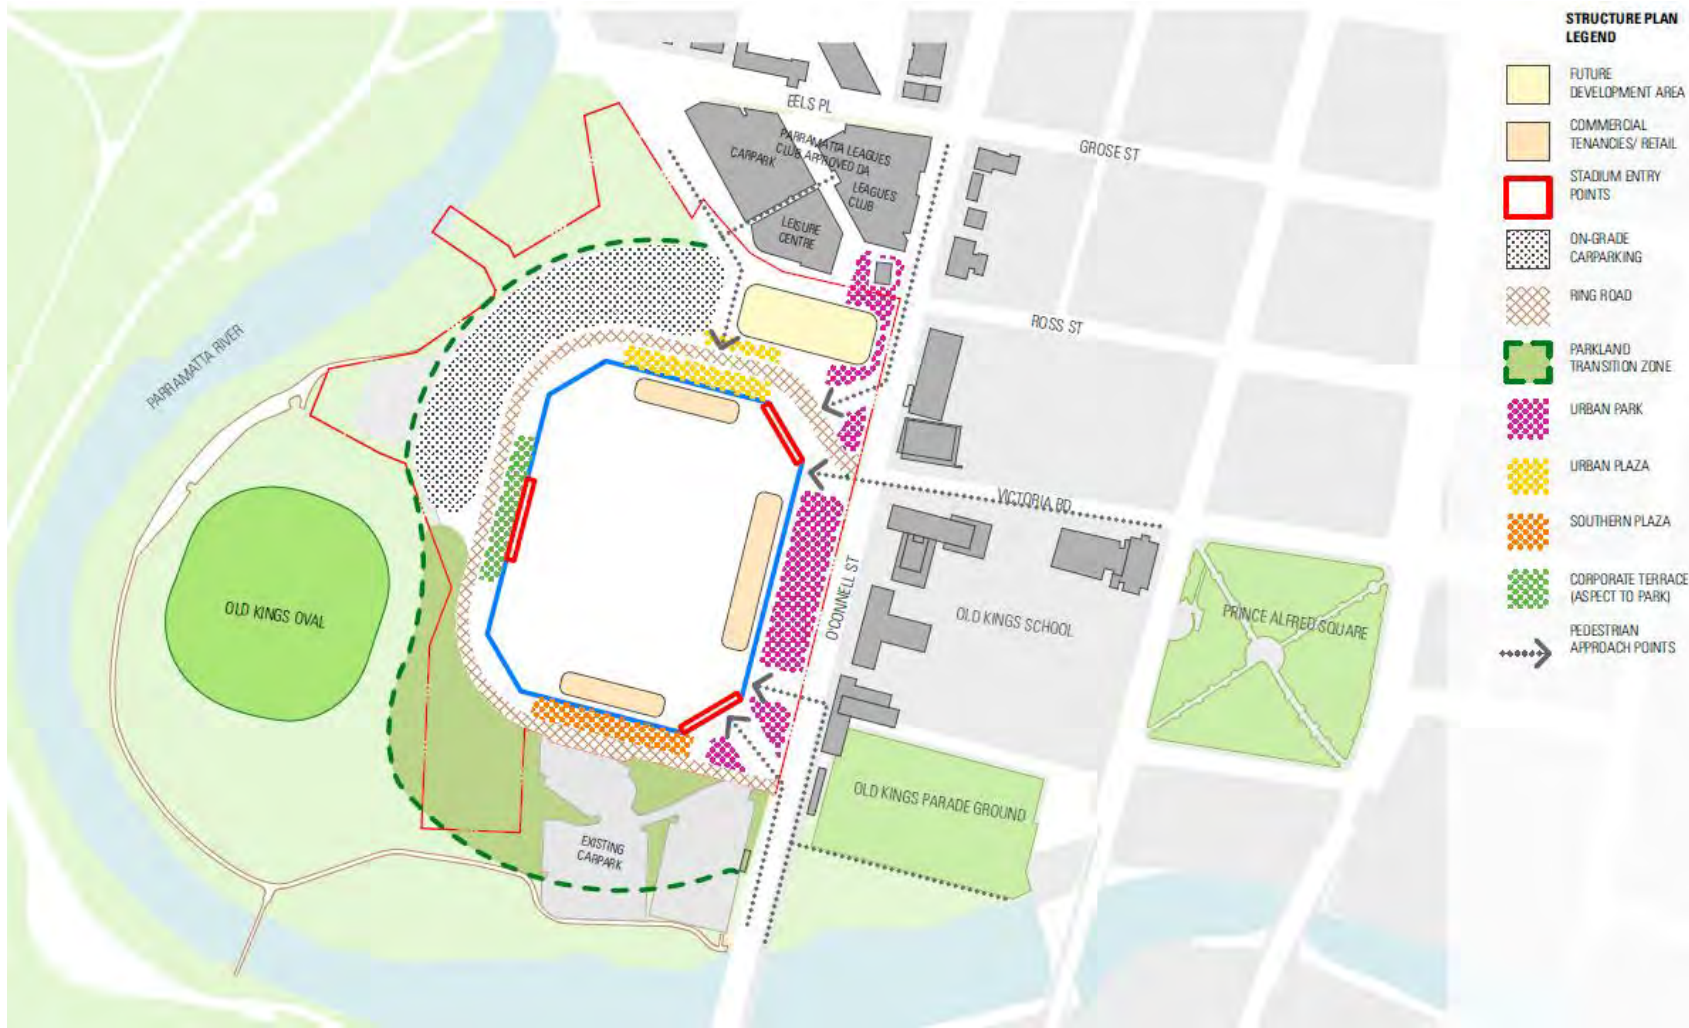 STRUCTURE PLAN
LEGEND
FUTURE
DEVELOPMENT AREA
COMMERCIAL
TENANCIES/ RETAIL
STADIUM ENTRY
POINTS
ON-GRADE
CARPARKING
RING ROAD
PARKLAND
TRANSITION ZONE
URBAN PARK
URBAN PLAZA
SOUTHERN PLAZA
CORPORATE TERRACE
(ASPECT TO PARK)
PEDESTRIAN
APPROACH POINTS
EELS PL
GROSE ST
PARRAMATTA LEAGUES
CLUB APPROVED DA
CARPARK
LEAGUES
CLUB
LEISURE
CENTRE
ROSS ST
PARRAMATTA RIVER
VICTORIA RD
O'CONNELL ST
OLD KINGS OVAL
OLD KINGS SCHOOL
PRINCE ALFRED SQUARE
OLD KINGS PARADE GROUND
EXISTING
CARPARK